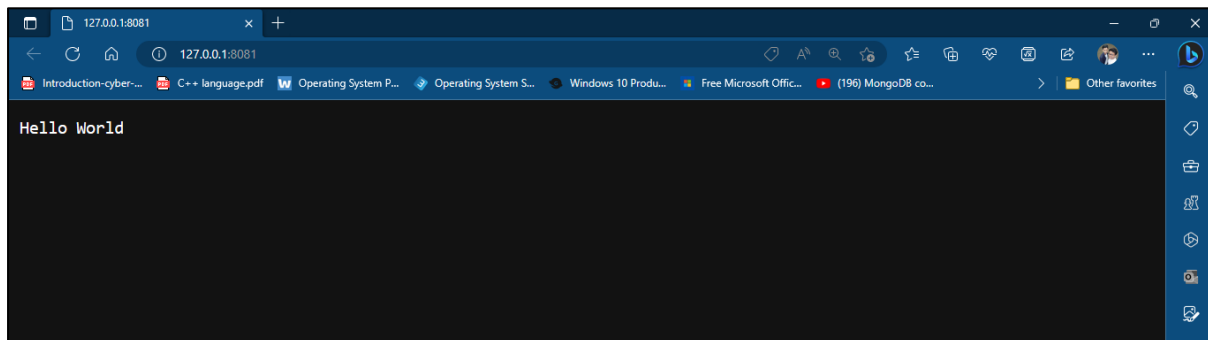 127.0.0.1:8081
127.0.0.1:8081
Introduction-cyber-... C++ language.pdf Operating System P... Operating System S... Windows 10 Produ... Free Microsoft Offic... (196) MongoDB co... Other favorites
Hello World